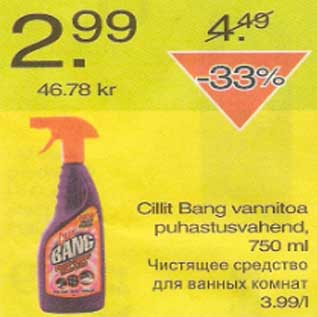 2.99
4.49
46.78 kr
-33%
BANG
Cillit Bang vannitoa
puhastusvahend,
750 ml
Чистящее средство
для ванных комнат
3.99/l